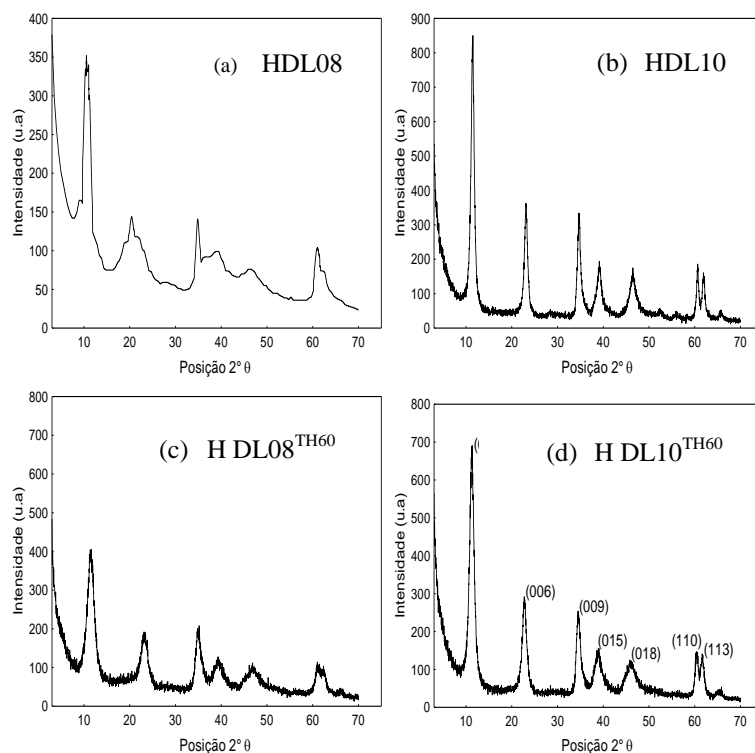 (a) HDL08
Intensidade (u.a)
400
350
300
250
200
150
100
50
0
10 20 30 40 50 60 70
Posição 2° θ
(b) HDL10
Intensidade (u.a)
900
800
700
600
500
400
300
200
100
0
10 20 30 40 50 60 70
Posição 2° θ
(c) H DL08TH60
Intensidade (u.a)
800
700
600
500
400
300
200
100
0
10 20 30 40 50 60 70
Posição 2° θ
(d) H DL10TH60
Intensidade (u.a)
800
700
600
500
400
300
200
100
0
(006)
(009)
(015)
(018)
(110)
(113)
10 20 30 40 50 60 70
Posição 2° θ